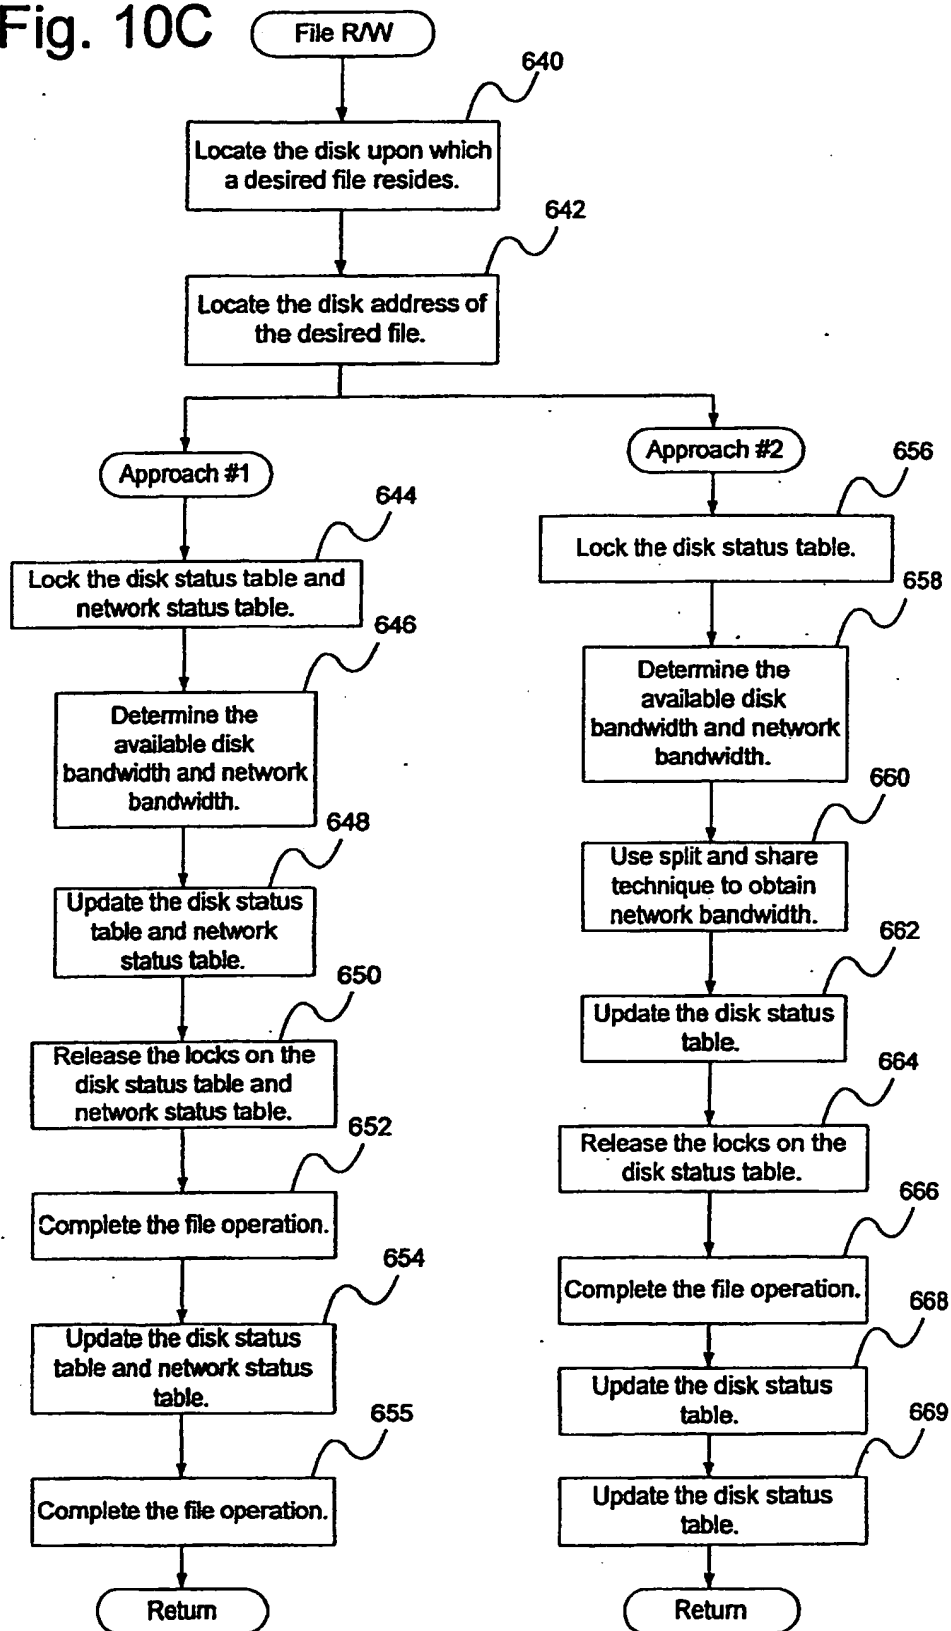 Fig. 10C
File R/W
640
Locate the disk upon which
a desired file resides.
642
Locate the disk address of
the desired file.
Approach #1
644
Lock the disk status table and
network status table.
646
Determine the
available disk
bandwidth and network
bandwidth.
648
Update the disk status
table and network
status table.
650
Release the locks on the
disk status table and
network status table.
652
Complete the file operation.
654
Update the disk status
table and network status
table.
655
Complete the file operation.
Return
Approach #2
656
Lock the disk status table.
658
Determine the
available disk
bandwidth and network
bandwidth.
660
Use split and share
technique to obtain
network bandwidth.
662
Update the disk status
table.
664
Release the locks on the
disk status table.
666
Complete the file operation.
668
Update the disk status
table.
669
Update the disk status
table.
Return